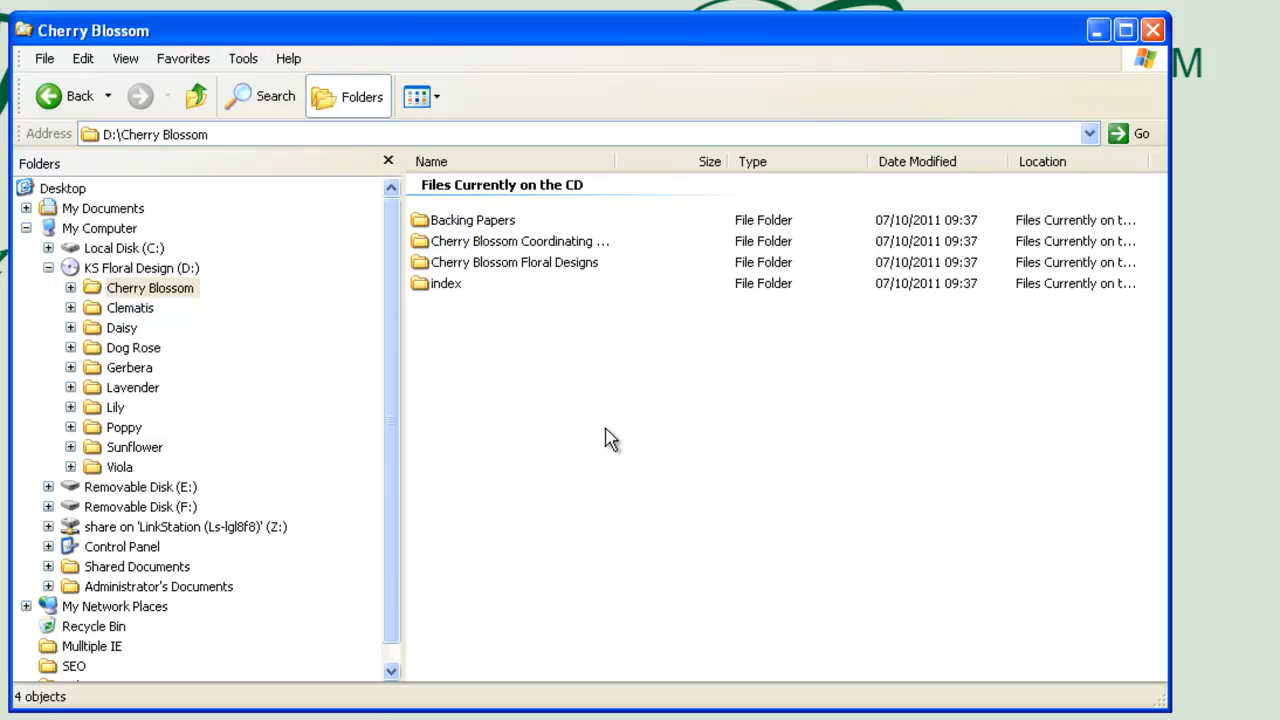 Cherry Blossom
File Edit View Favorites Tools Help
M
Back Search Folders
Address D:\Cherry Blossom Go
Folders
Name Size Type Date Modified Location
Files Currently on the CD
Desktop
My Documents
My Computer
Local Disk (C:)
KS Floral Design (D:)
Cherry Blossom
Clematis
Daisy
Dog Rose
Gerbera
Lavender
Lily
Poppy
Sunflower
Viola
Removable Disk (E:)
Removable Disk (F:)
share on 'LinkStation (Ls-lgl8f8)' (Z:)
Control Panel
Shared Documents
Administrator's Documents
My Network Places
Recycle Bin
Mulltiple IE
SEO
Backing Papers File Folder 07/10/2011 09:37 Files Currently on t...
Cherry Blossom Coordinating ... File Folder 07/10/2011 09:37 Files Currently on t...
Cherry Blossom Floral Designs File Folder 07/10/2011 09:37 Files Currently on t...
index File Folder 07/10/2011 09:37 Files Currently on t...
4 objects